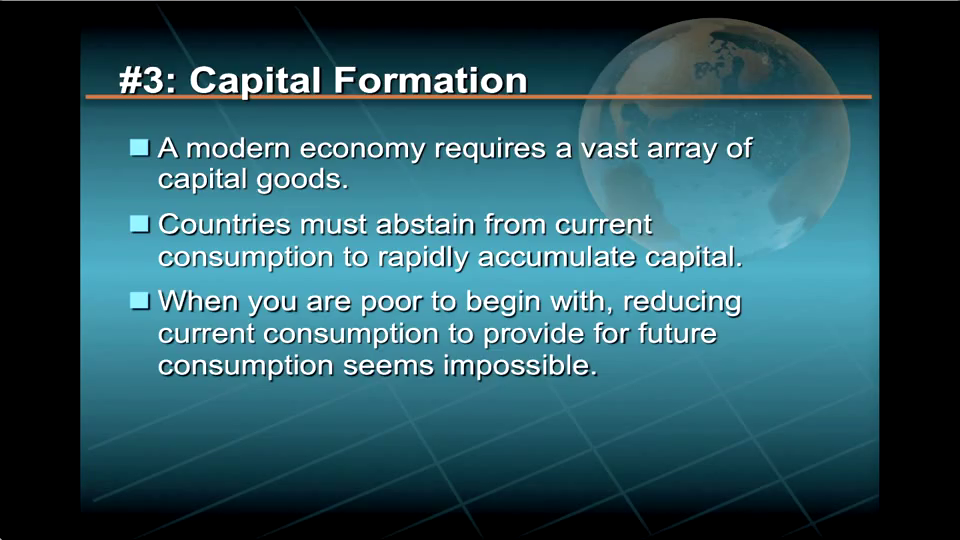 #3: Capital Formation
A modern economy requires a vast array of
capital goods.
Countries must abstain from current
consumption to rapidly accumulate capital.
When you are poor to begin with, reducing
current consumption to provide for future
consumption seems impossible.